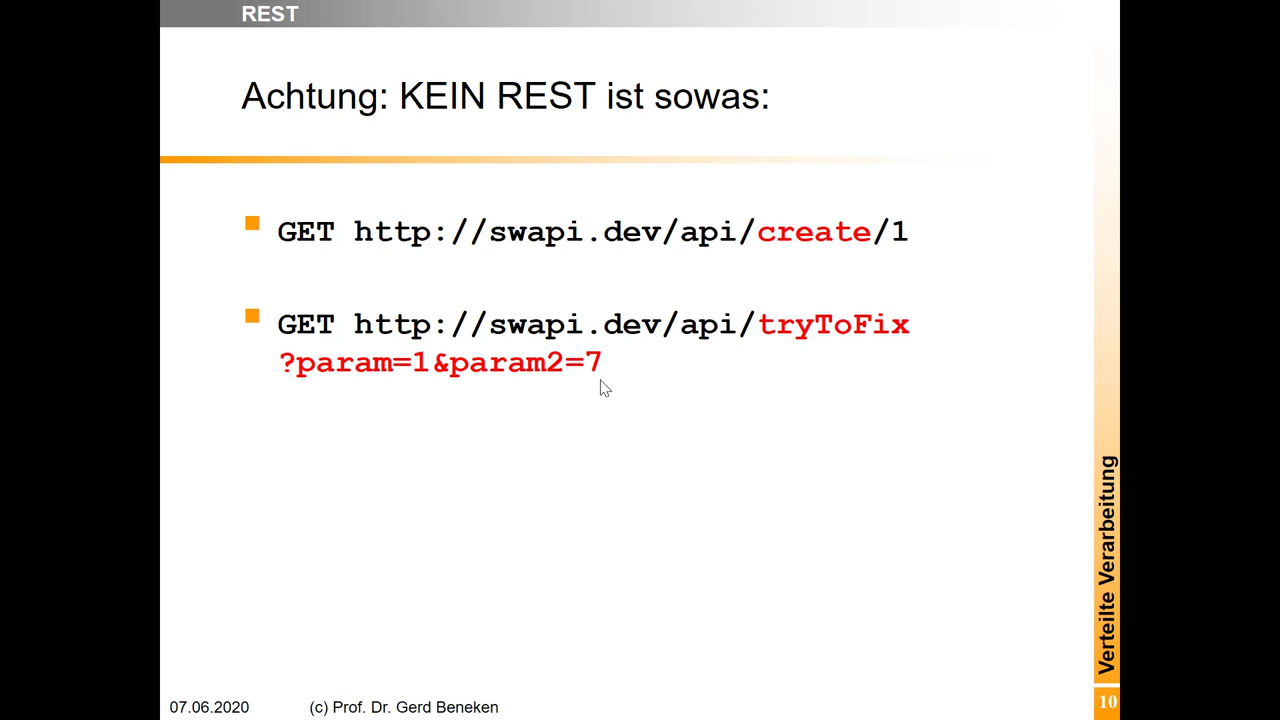 REST
Achtung: KEIN REST ist sowas:
GET http://swapi.dev/api/create/1
GET http://swapi.dev/api/tryToFix
?param=1&param2=7
Verteilte Verarbeitung
07.06.2020
(c) Prof. Dr. Gerd Beneken
10